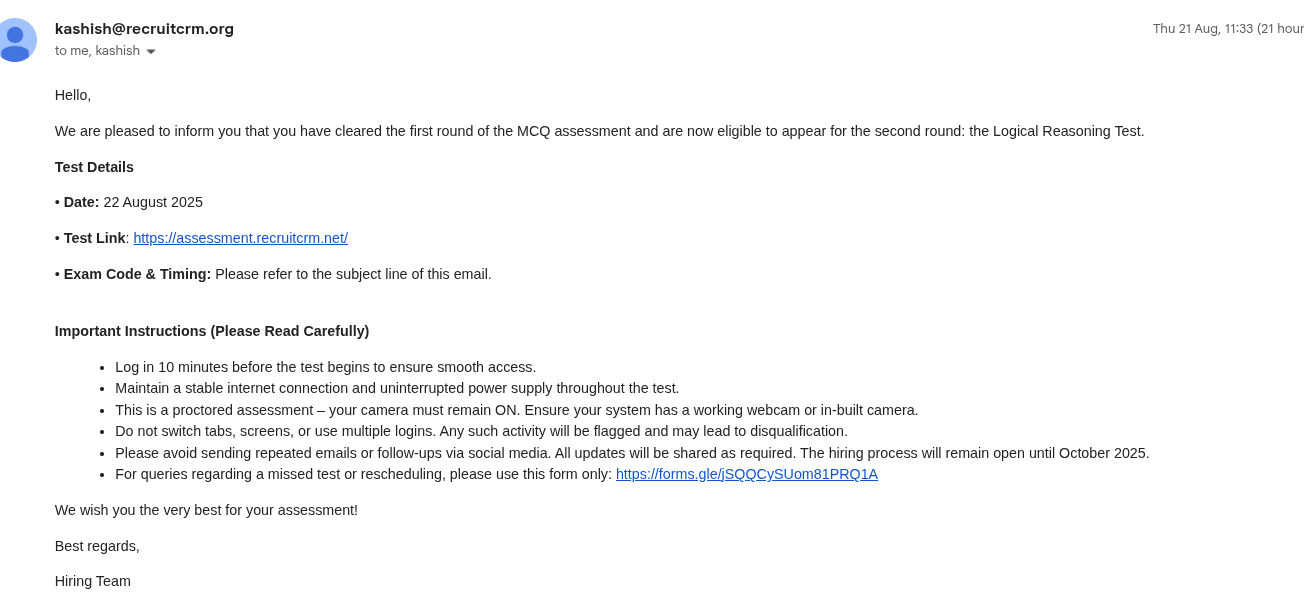 kashish@recruitcrm.org
Thu 21 Aug, 11:33 (21 hour
to me, kashish
Hello,
We are pleased to inform you that you have cleared the first round of the MCQ assessment and are now eligible to appear for the second round: the Logical Reasoning Test.
Test Details
• Date: 22 August 2025
• Test Link: https://assessment.recruitcrm.net/
• Exam Code & Timing: Please refer to the subject line of this email.
Important Instructions (Please Read Carefully)
• Log in 10 minutes before the test begins to ensure smooth access.
• Maintain a stable internet connection and uninterrupted power supply throughout the test.
• This is a proctored assessment – your camera must remain ON. Ensure your system has a working webcam or in-built camera.
• Do not switch tabs, screens, or use multiple logins. Any such activity will be flagged and may lead to disqualification.
• Please avoid sending repeated emails or follow-ups via social media. All updates will be shared as required. The hiring process will remain open until October 2025.
• For queries regarding a missed test or rescheduling, please use this form only: https://forms.gle/jSQQCySUom81PRQ1A
We wish you the very best for your assessment!
Best regards,
Hiring Team